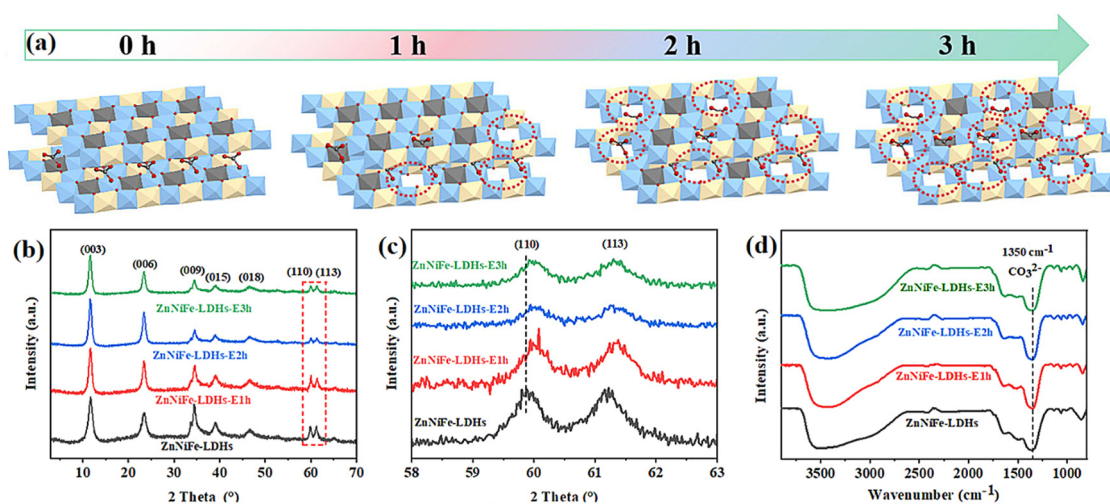 (a)
0 h
1 h
2 h
3 h
(b)
(003)
(006)
(009)
(015)
(018)
(110)
(113)
ZnNiFe-LDHs-E3h
ZnNiFe-LDHs-E2h
ZnNiFe-LDHs-E1h
ZnNiFe-LDHs
Intensity (a.u.)
10 20 30 40 50 60 70
2 Theta (°)
(c)
(110)
(113)
ZnNiFe-LDHs-E3h
ZnNiFe-LDHs-E2h
ZnNiFe-LDHs-E1h
ZnNiFe-LDHs
Intensity (a.u.)
58 59 60 61 62 63
2 Theta (°)
(d)
1350 cm⁻¹
CO₃²⁻
ZnNiFe-LDHs-E3h
ZnNiFe-LDHs-E2h
ZnNiFe-LDHs-E1h
ZnNiFe-LDHs
Intensity (a.u.)
3500 3000 2500 2000 1500 1000
Wavenumber (cm⁻¹)